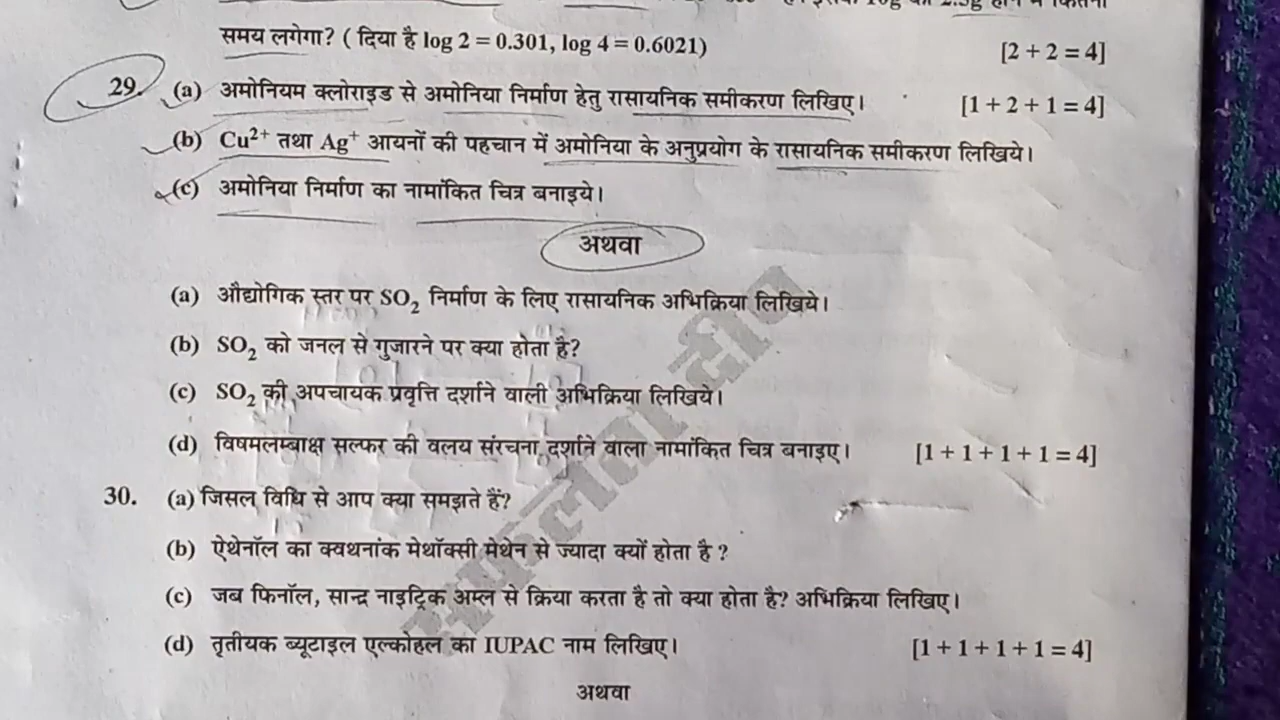 समय लगेगा? ( दिया है log 2 = 0.301, log 4 = 0.6021) [2 + 2 = 4]
29. (a) अमोनियम क्लोराइड से अमोनिया निर्माण हेतु रासायनिक समीकरण लिखिए। [1 + 2 + 1 = 4]
(b) Cu²⁺ तथा Ag⁺ आयनों की पहचान में अमोनिया के अनुप्रयोग के रासायनिक समीकरण लिखिये।
(c) अमोनिया निर्माण का नामांकित चित्र बनाइये।
अथवा
(a) औद्योगिक स्तर पर SO₂ निर्माण के लिए रासायनिक अभिक्रिया लिखिये।
(b) SO₂ को जनल से गुजारने पर क्या होता है?
(c) SO₂ की अपचायक प्रवृत्ति दर्शाने वाली अभिक्रिया लिखिये।
(d) विषमलम्बाक्ष सल्फर की वलय संरचना दर्शाने वाला नामांकित चित्र बनाइए। [1 + 1 + 1 + 1 = 4]
30. (a) जिसल् विधि से आप क्या समझते हैं?
(b) ऐथेनॉल का क्वथनांक मेथॉक्सी मेथेन से ज्यादा क्यों होता है ?
(c) जब फिनॉल, सान्द्र नाइट्रिक अम्ल से क्रिया करता है तो क्या होता है? अभिक्रिया लिखिए।
(d) तृतीयक ब्यूटाइल एल्कोहल का IUPAC नाम लिखिए। [1 + 1 + 1 + 1 = 4]
अथवा
सफलता दीप